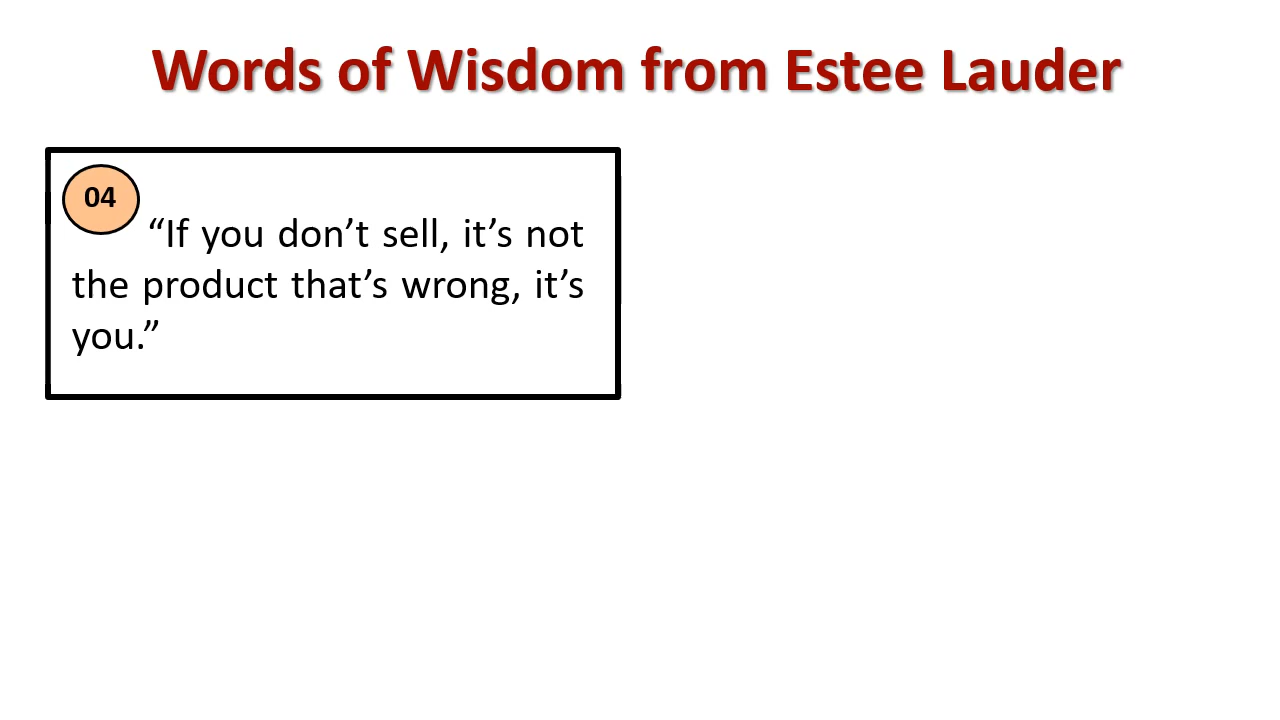 Words of Wisdom from Estee Lauder
04
“If you don’t sell, it’s not
the product that’s wrong, it’s
you.”